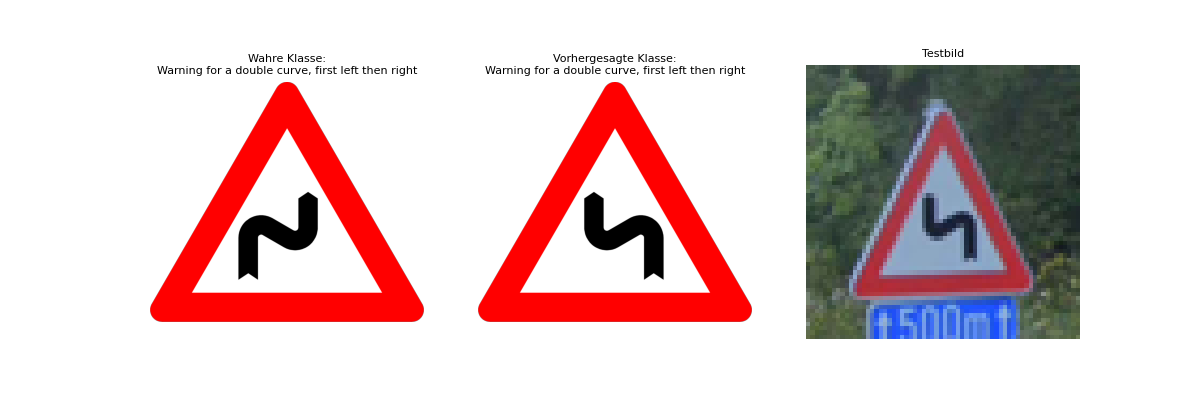 Wahre Klasse:
Warning for a double curve, first left then right
Vorhergesagte Klasse:
Warning for a double curve, first left then right
Testbild
500m